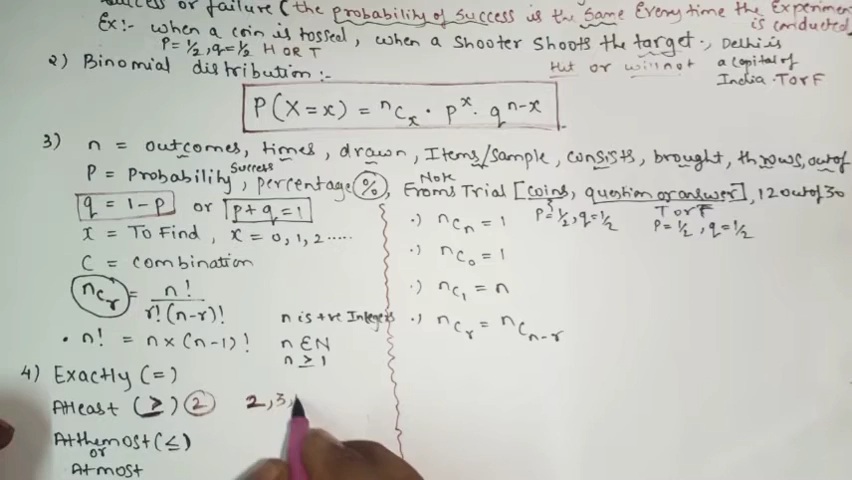 success or failure (the probability of success is the same every time the Experiment is conducted
Ex:- when a coin is tossed, when a shooter shoots the target., Delhi is a capital of India. T or F
P=½, q=½ H OR T
Hit or will not
2) Binomial distribution:-
P(X=x) = ⁿCₓ · pˣ · qⁿ⁻ˣ
3) n = outcomes, times, drawn, Items/sample, consists, brought, throws, out of
P = Probability Success, percentage (%), From Trial [coins, question or answer], 12 out of 30
Note
q = 1-p or p+q=1
P=½, q=½
T or F
P=½, q=½
x = To Find, x = 0, 1, 2 .....
C = combination
nCr = n! / r!(n-r)!
n is +ve Integers
• n! = n×(n-1)! n∈N
n ≥ 1
·) nCn = 1
·) nC0 = 1
·) nC1 = n
·) nCr = nCn-r
4) Exactly (=)
Atleast (≥) 2 2,3,
Atthemost (≤)
or
Atmost